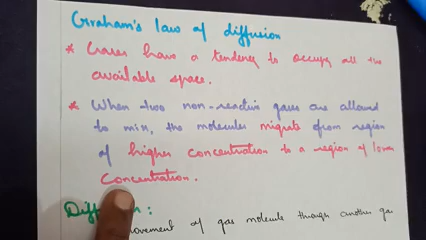 Graham's law of diffusion
* Gases have a tendency to occupy all the
available space.
* When two non-reactive gases are allowed
to mix, the molecules migrate from region
of higher concentration to a region of lower
concentration.
movement of gas molecule through another gas